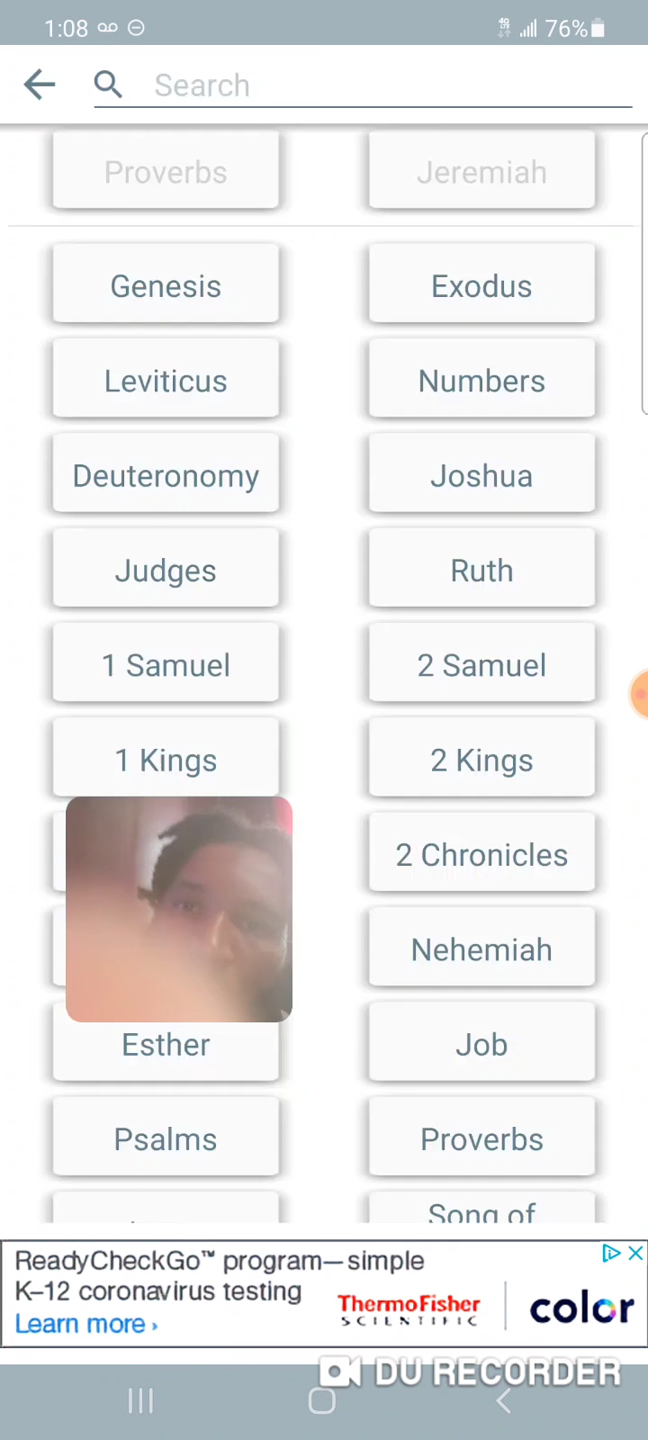 1:08
4G
76%
Search
Proverbs
Jeremiah
Genesis
Exodus
Leviticus
Numbers
Deuteronomy
Joshua
Judges
Ruth
1 Samuel
2 Samuel
1 Kings
2 Kings
2 Chronicles
Nehemiah
Esther
Job
Psalms
Proverbs
Song of
ReadyCheckGo™ program—simple
K–12 coronavirus testing
Learn more ›
ThermoFisher
SCIENTIFIC
color
DU RECORDER